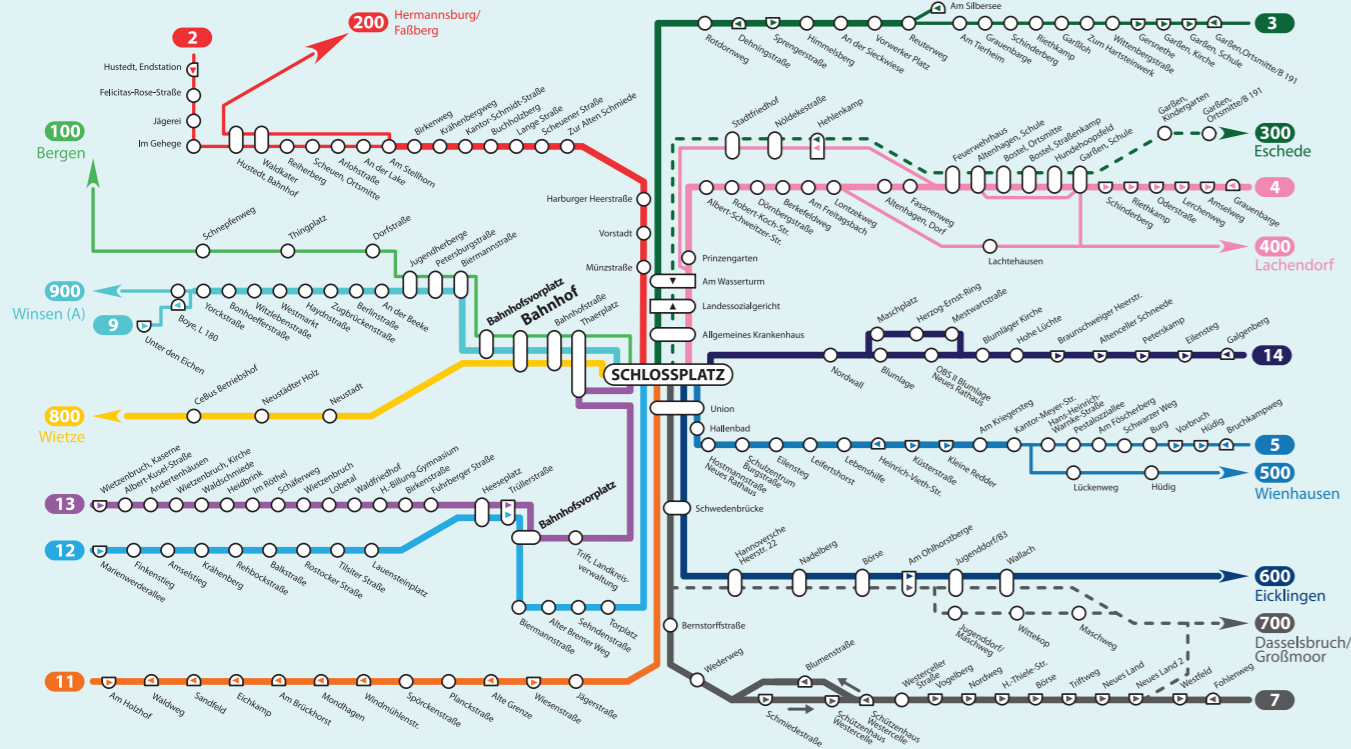 200
Hermannsburg/
Faßberg
2
Hustedt, Endstation
Felicitas-Rose-Straße
Jägerei
Im Gehege
Hustedt, Bahnhof
Waldkater
Reiherberg
Scheuen, Ortsmitte
Arlohstraße
An der Lake
Am Stellhorn
Birkenweg
Krähenbergweg
Kantor-Schmidt-Straße
Buchholzberg
Lange Straße
Scheuener Straße
Zur Alten Schmiede
Harburger Heerstraße
Vorstadt
Münzstraße
100
Bergen
Schnepfenweg
Thingplatz
Dorfstraße
Jugendherberge
Petersburgstraße
Biermannstraße
900
Winsen (A)
9
Unter den Eichen
Boye, L 180
Yorckstraße
Bonhoefferstraße
Witzlebenstraße
Westmarkt
Haydnstraße
Zugbrückenstraße
Berlinstraße
An der Beeke
Bahnhofsvorplatz
Bahnhof
Bahnhofstraße
Thaerplatz
800
Wietze
CeBus Betriebshof
Neustädter Holz
Neustadt
SCHLOSSPLATZ
13
Wietzenbruch, Kaserne
Albert-Kusel-Straße
Andertenhäusen
Wietzenbruch, Kirche
Waldschmiede
Heidbrink
Im Röthel
Schäferweg
Wietzenbruch
Lobetal
Waldfriedhof
H.-Billung-Gymnasium
Birkenstraße
Fuhrberger Straße
Heeseplatz
Trüllerstraße
Bahnhofsvorplatz
Trift, Landkreis-
verwaltung
12
Marienwerderallee
Finkenstieg
Amselstieg
Krähenberg
Rehbockstraße
Balkstraße
Rostocker Straße
Tilsiter Straße
Lauensteinplatz
Biermannstraße
Alter Bremer Weg
Sehndenstraße
Torplatz
11
Am Holzhof
Waldweg
Sandfeld
Eichkamp
Am Brückhorst
Mondhagen
Windmühlenstr.
Spörckenstraße
Planckstraße
Alte Grenze
Wiesenstraße
Jägerstraße
Am Silbersee
3
Rotdornweg
Dehningstraße
Sprengerstraße
Himmelsberg
An der Sieckwiese
Vorwerker Platz
Reuterweg
Am Tierheim
Grauenbarge
Schinderberg
Riethkamp
Garßloh
Zum Hartsteinwerk
Wittenbergstraße
Gersnethe
Garßen, Kirche
Garßen, Schule
Garßen,Ortsmitte/B 191
Stadtfriedhof
Nöldekestraße
Hehlenkamp
Feuerwehrhaus
Altenhagen, Schule
Bostel, Ortsmitte
Bostel, Straßenkamp
Hundehoopsfeld
Garßen, Schule
Garßen,
Kindergarten
Garßen,
Ortsmitte/B 191
300
Eschede
4
Albert-Schweitzer-Str.
Robert-Koch-Str.
Dürnbergstraße
Berkefeldweg
Am Freitagsbach
Lontzekweg
Altenhagen, Dorf
Fasanenweg
Schinderberg
Riethkamp
Oderstraße
Lerchenweg
Amselweg
Grauenbarge
Lachtehausen
400
Lachendorf
Prinzengarten
Am Wasserturm
Landessozialgericht
Allgemeines Krankenhaus
14
Nordwall
Maschplatz
Herzog-Ernst-Ring
Mextwartstraße
Blumlage
OBS II Blumlage
Neues Rathaus
Blumläger Kirche
Hohe Lüchte
Braunschweiger Heerstr.
Altenceller Schneede
Peterskamp
Eilensteg
Galgenberg
Union
Hallenbad
5
Hostmannstraße
Neues Rathaus
Schulzentrum
Burgstraße
Eilensteg
Leifertshorst
Lebenshilfe
Heinrich-Vieth-Str.
Küsterstraße
Kleine Redder
Am Kriegersteg
Kantor-Meyer-Str.
Hans-Heinrich-
Warnke-Straße
Pestalozziallee
Am Föscherberg
Schwarzer Weg
Burg
Vorbruch
Hüdig
Bruchkampweg
Lückenweg
Hüdig
500
Wienhausen
Schwedenbrücke
Hannoversche
Heerstr. 22
Nadelberg
Börse
Am Ohlhorstberge
Jugenddorf/83
Wallach
600
Eicklingen
700
Dasselsbruch/
Großmoor
Jugenddorf/
Maschweg
Wittekop
Maschweg
Bernstorffstraße
Wederweg
Blumenstraße
Schmiedestraße
Schützenhaus
Westercelle
Schützenhaus
Westercelle
Westerceller
Straße
Vogelberg
Nordweg
H.-Thiele-Str.
Börse
Triftweg
Neues Land
Neues Land 2
Westfeld
Fohlenweg
7